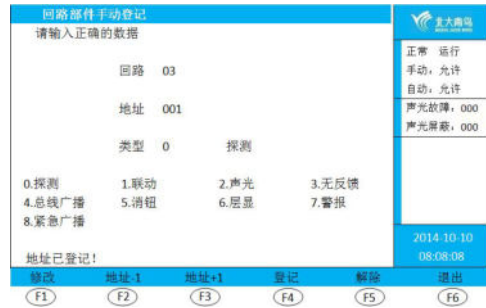 回路部件手动登记
请输入正确的数据
回路 03
地址 001
类型 0 探测
0.探测 1.联动 2.声光 3.无反馈
4.总线广播 5.消钮 6.层显 7.警报
8.紧急广播
地址已登记!
北大青鸟
正常 运行
手动：允许
自动：允许
声光故障：000
声光屏蔽：000
2014-10-10
08:08:08
修改 地址-1 地址+1 登记 解除 退出
F1 F2 F3 F4 F5 F6